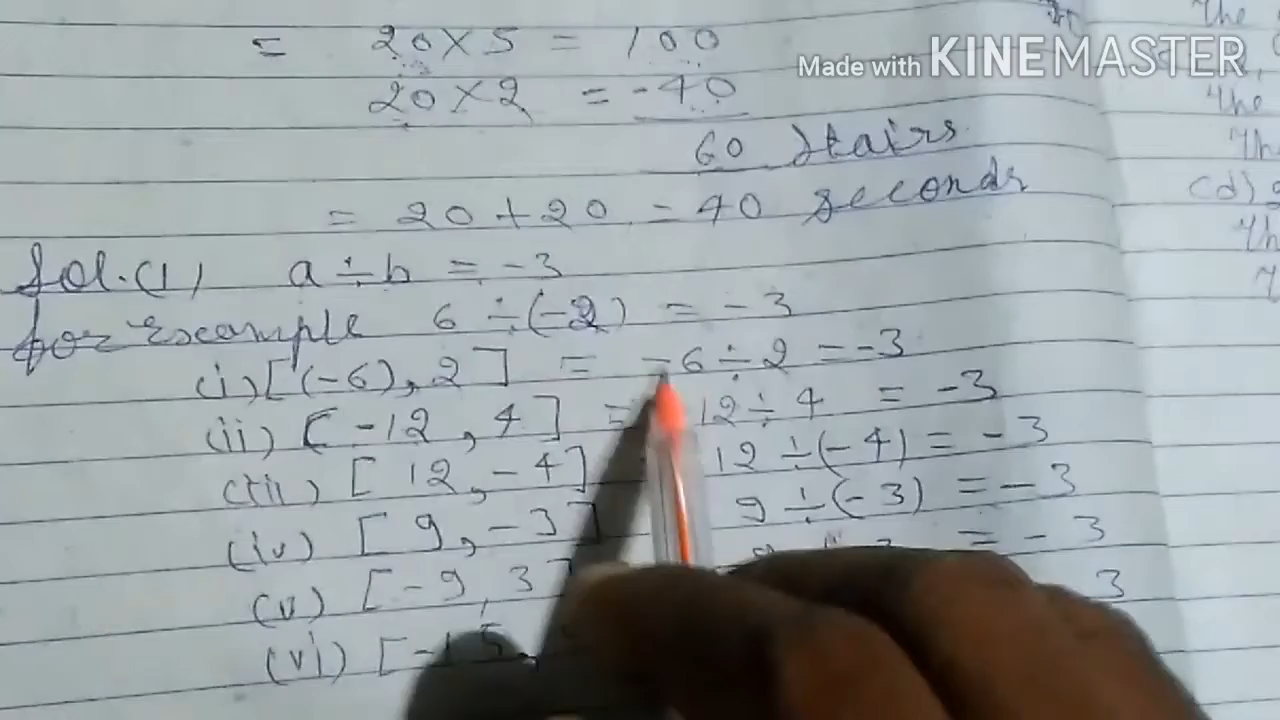 = 20×5 = 100
Made with KINEMASTER
20×2 = -40
60 Stairs
= 20+20 = 40 seconds
Sol.(1) a÷b = -3
for Example 6÷(-2) = -3
(i) [(-6),2] = -6÷2 = -3
(ii) [-12,4] = 12÷4 = -3
(iii) [12,-4] 12÷(-4) = -3
(iv) [9,-3] 9÷(-3) = -3
(v) [-9,3] = -3
(vi) [-15, 3
the
the
(d)